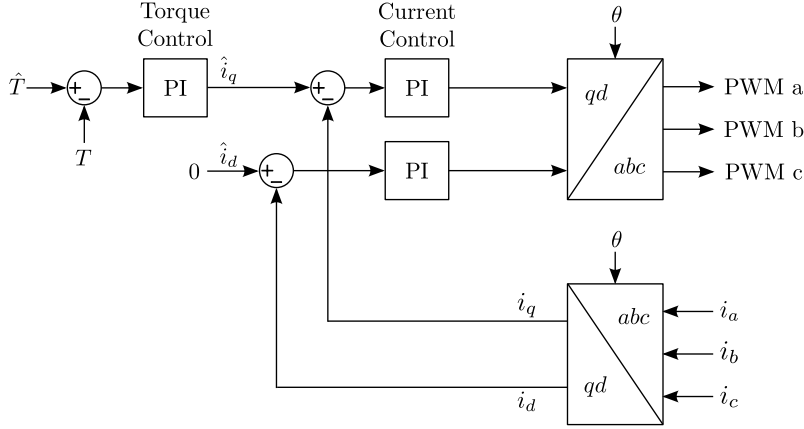 Torque
Control
Current
Control
θ
T̂
+
−
PI
î_q
+
−
PI
qd
abc
PWM a
PWM b
PWM c
T
0
î_d
+
−
PI
θ
i_q
i_d
abc
qd
i_a
i_b
i_c